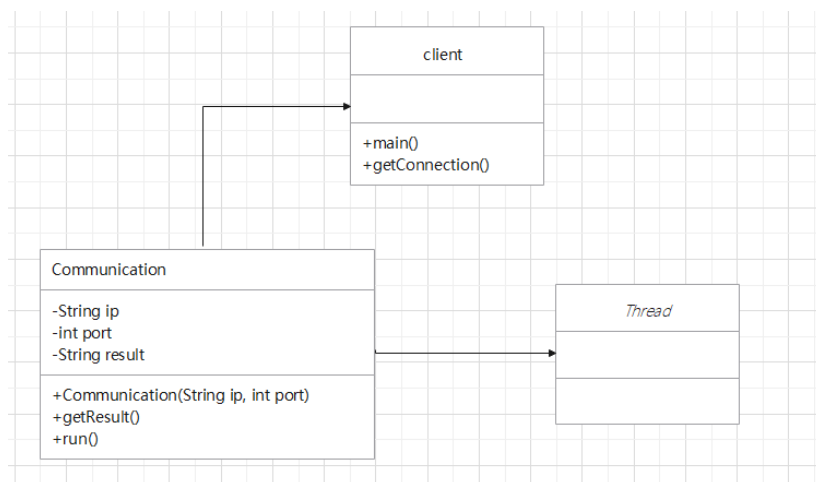 client
+main()
+getConnection()
Communication
-String ip
-int port
-String result
+Communication(String ip, int port)
+getResult()
+run()
Thread